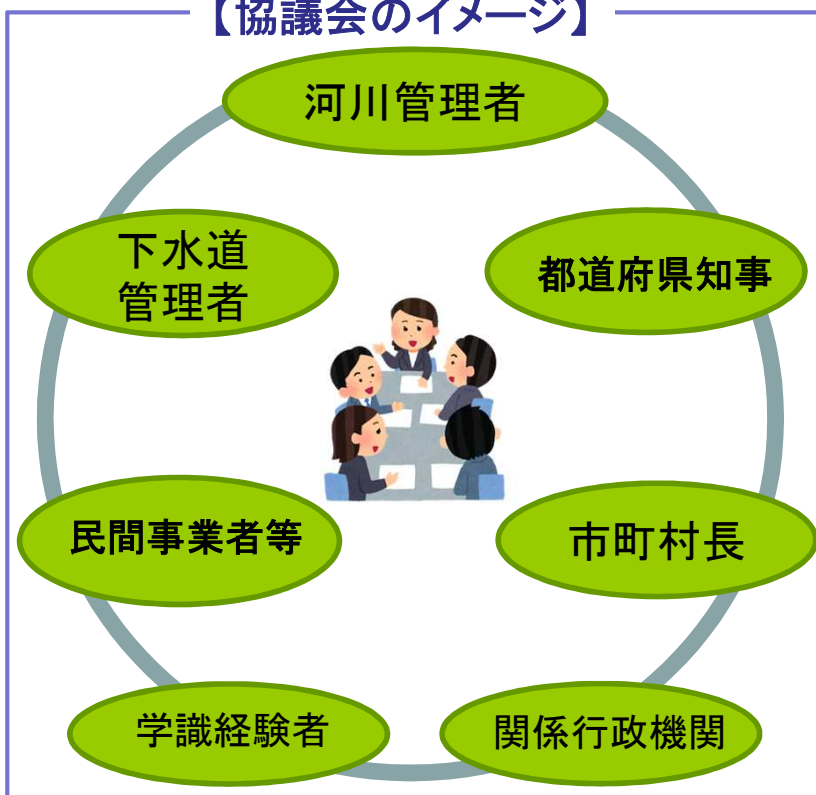 【協議会のイメージ】
河川管理者
下水道
管理者
都道府県知事
民間事業者等
市町村長
学識経験者
関係行政機関